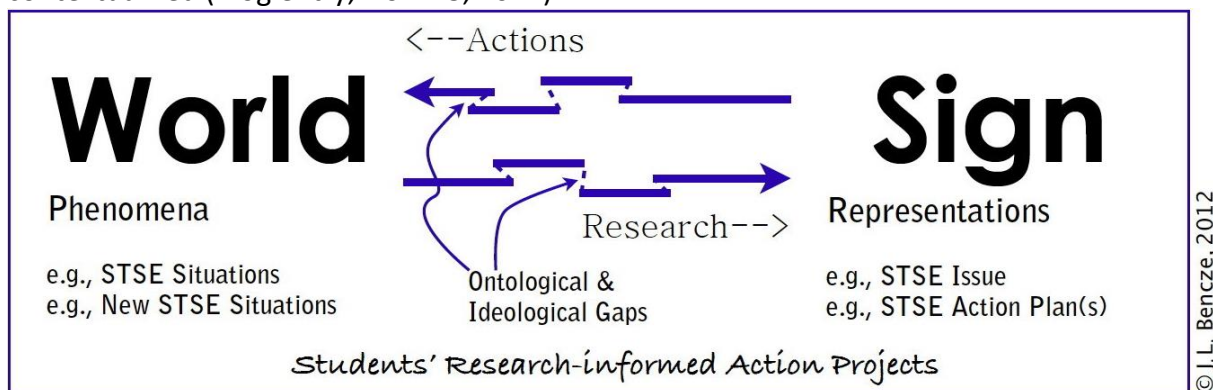 <--Actions
World
Sign
Phenomena
Research-->
Representations
e.g., STSE Situations
e.g., New STSE Situations
Ontological &
Ideological Gaps
e.g., STSE Issue
e.g., STSE Action Plan(s)
Students' Research-informed Action Projects
© J.L. Bencze, 2012